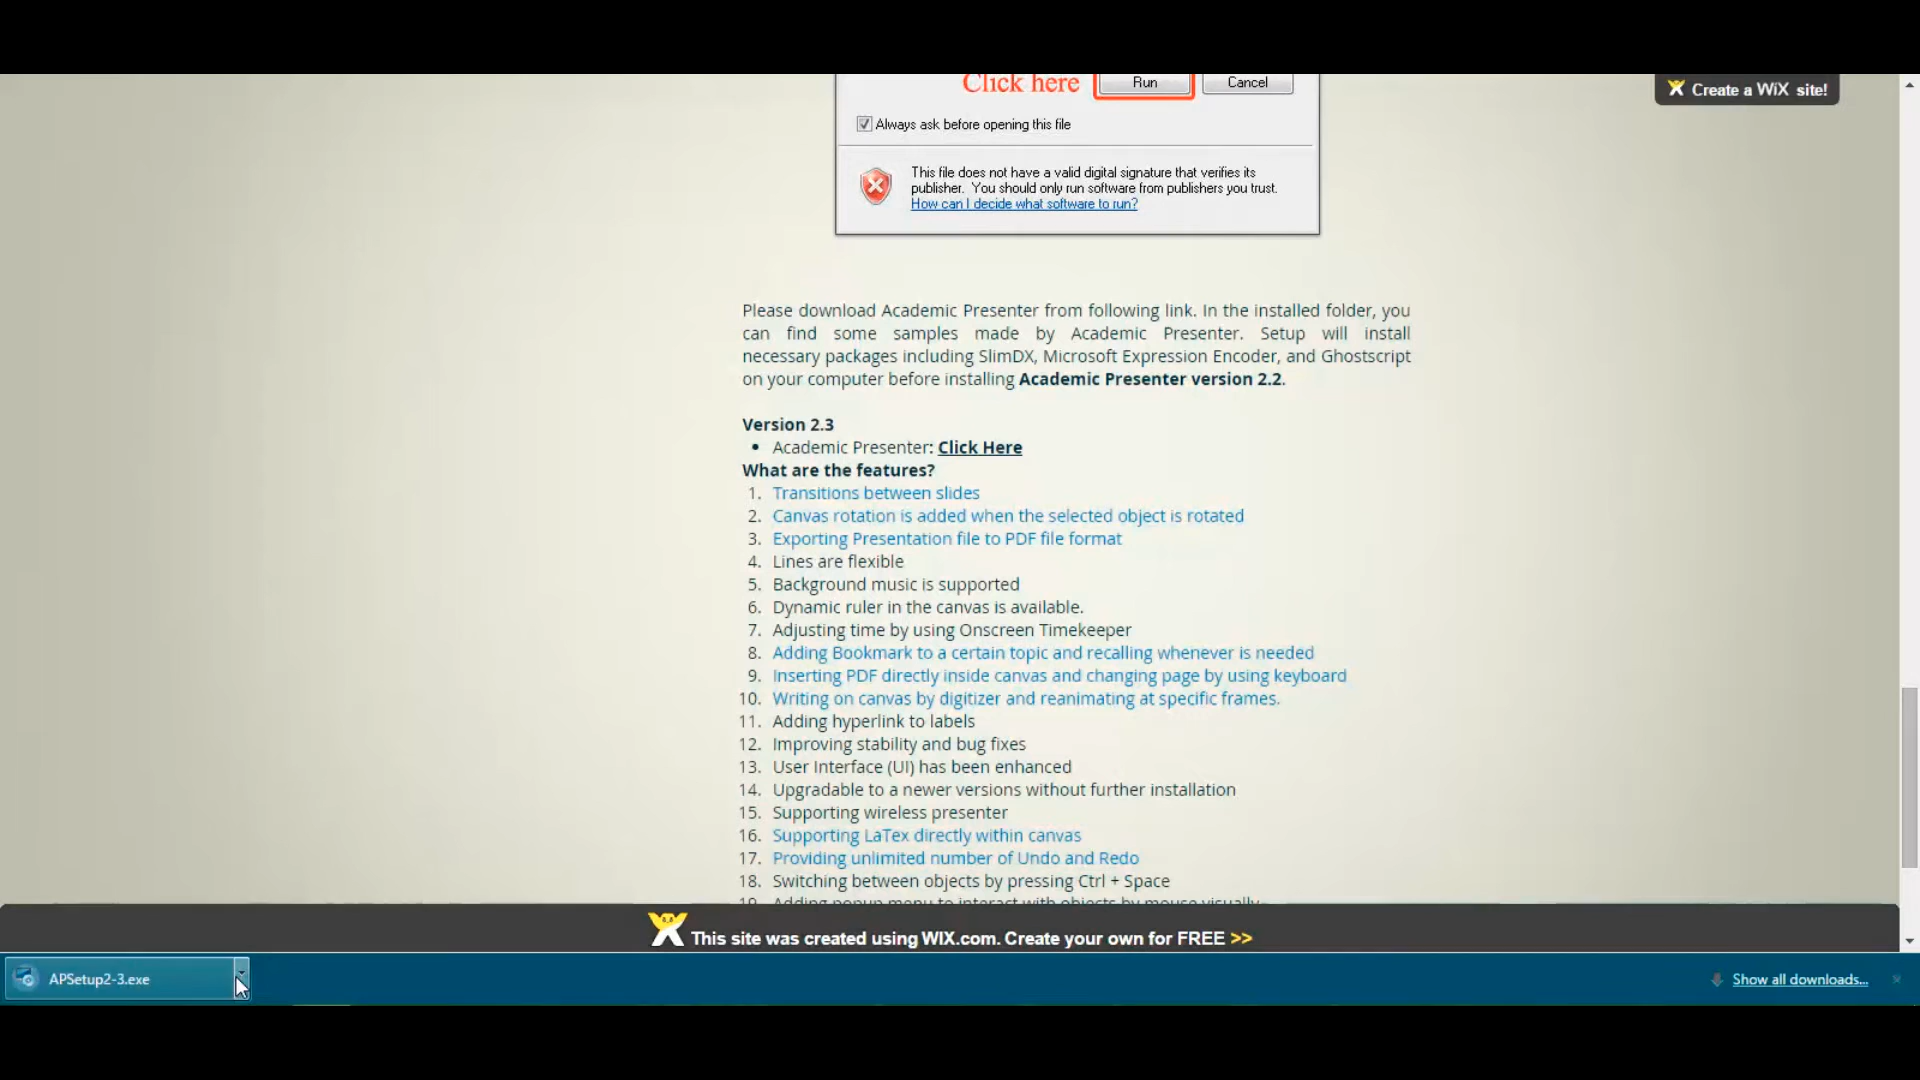 Click here
Run
Cancel
Create a WiX site!
Always ask before opening this file
This file does not have a valid digital signature that verifies its
publisher. You should only run software from publishers you trust.
How can I decide what software to run?
Please download Academic Presenter from following link. In the installed folder, you
can find some samples made by Academic Presenter. Setup will install
necessary packages including SlimDX, Microsoft Expression Encoder, and Ghostscript
on your computer before installing Academic Presenter version 2.2.
Version 2.3
• Academic Presenter: Click Here
What are the features?
1. Transitions between slides
2. Canvas rotation is added when the selected object is rotated
3. Exporting Presentation file to PDF file format
4. Lines are flexible
5. Background music is supported
6. Dynamic ruler in the canvas is available.
7. Adjusting time by using Onscreen Timekeeper
8. Adding Bookmark to a certain topic and recalling whenever is needed
9. Inserting PDF directly inside canvas and changing page by using keyboard
10. Writing on canvas by digitizer and reanimating at specific frames.
11. Adding hyperlink to labels
12. Improving stability and bug fixes
13. User Interface (UI) has been enhanced
14. Upgradable to a newer versions without further installation
15. Supporting wireless presenter
16. Supporting LaTex directly within canvas
17. Providing unlimited number of Undo and Redo
18. Switching between objects by pressing Ctrl + Space
19. Adding popup menu to interact with objects by mouse visually
This site was created using WIX.com. Create your own for FREE >>
APSetup2-3.exe
Show all downloads...